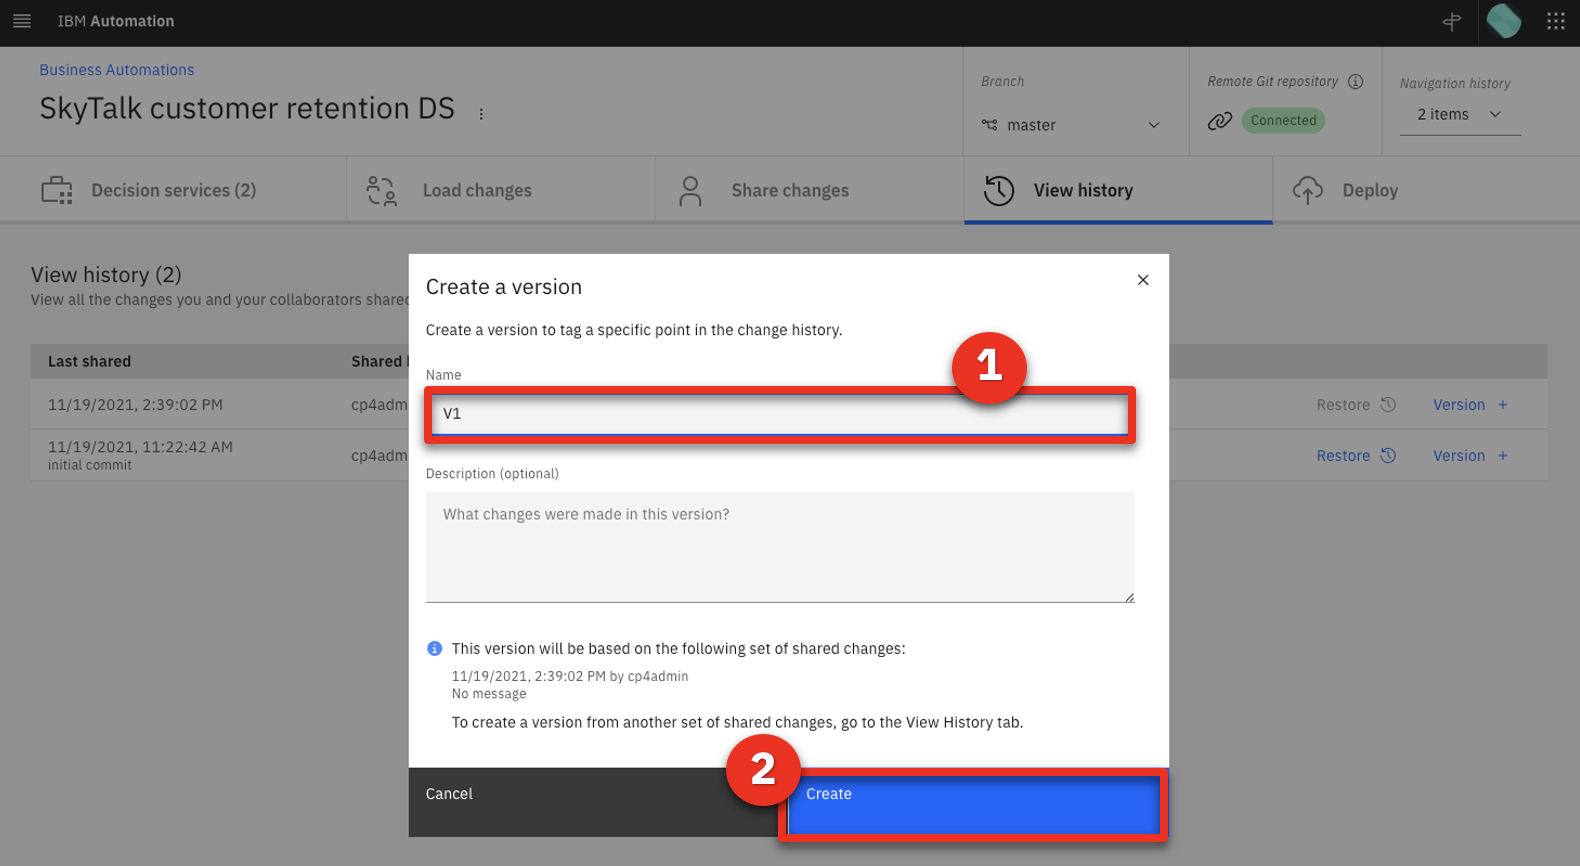 IBM Automation
Business Automations
SkyTalk customer retention DS
Branch
master
Remote Git repository
Connected
Navigation history
2 items
Decision services (2)
Load changes
Share changes
View history
Deploy
View history (2)
View all the changes you and your collaborators shared
Last shared
Shared
11/19/2021, 2:39:02 PM
cp4adm
Restore
Version +
11/19/2021, 11:22:42 AM
initial commit
cp4adm
Restore
Version +
Create a version
Create a version to tag a specific point in the change history.
1
Name
V1
Description (optional)
What changes were made in this version?
This version will be based on the following set of shared changes:
11/19/2021, 2:39:02 PM by cp4admin
No message
To create a version from another set of shared changes, go to the View History tab.
2
Cancel
Create